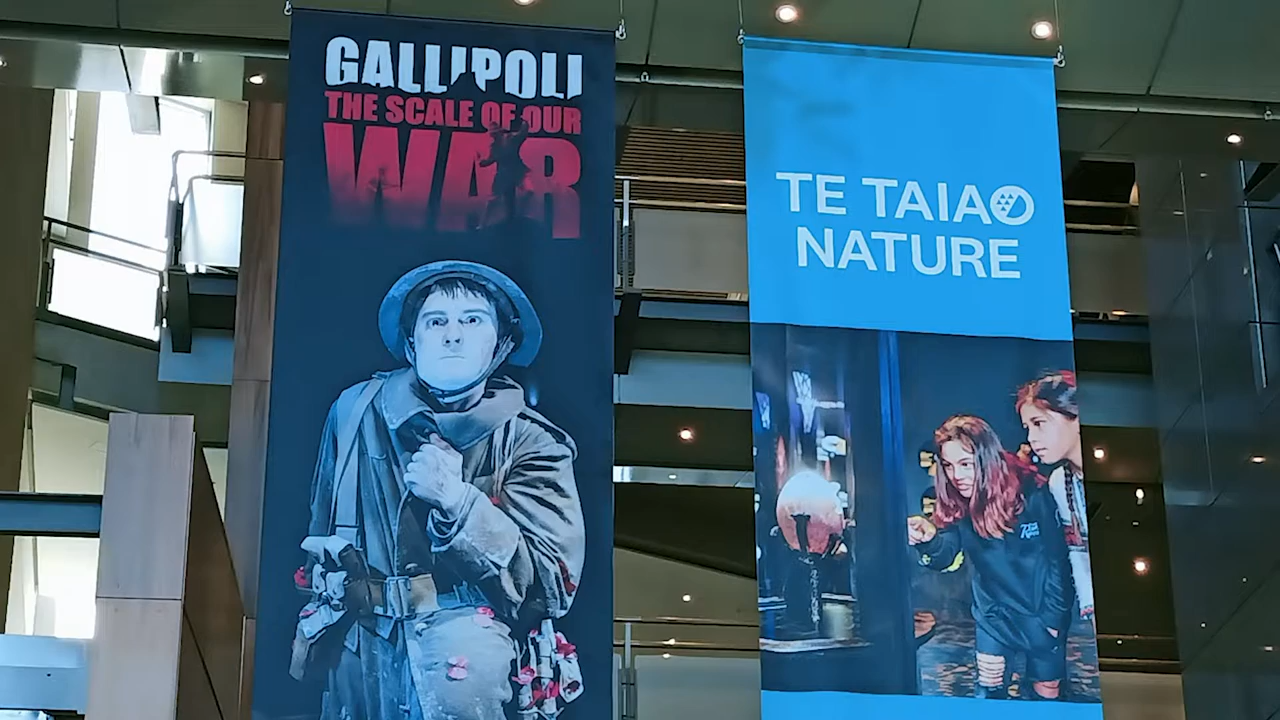 GALLIPOLI
THE SCALE OF OUR
WAR
TE TAIAO
NATURE